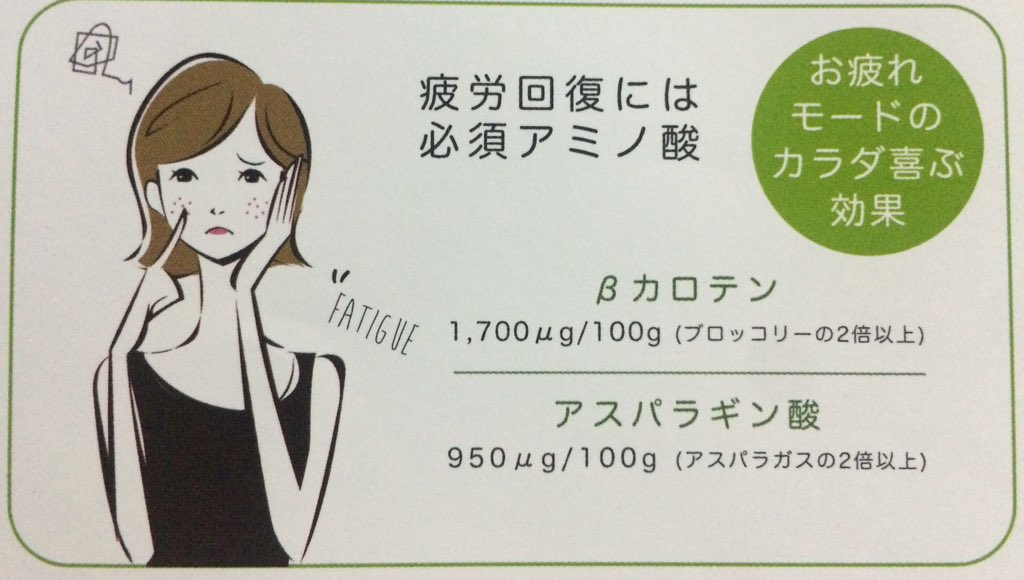 疲労回復には
必須アミノ酸
お疲れ
モードの
カラダ喜ぶ
効果
FATIGUE
βカロテン
1,700μg/100g (ブロッコリーの2倍以上)
アスパラギン酸
950μg/100g (アスパラガスの2倍以上)